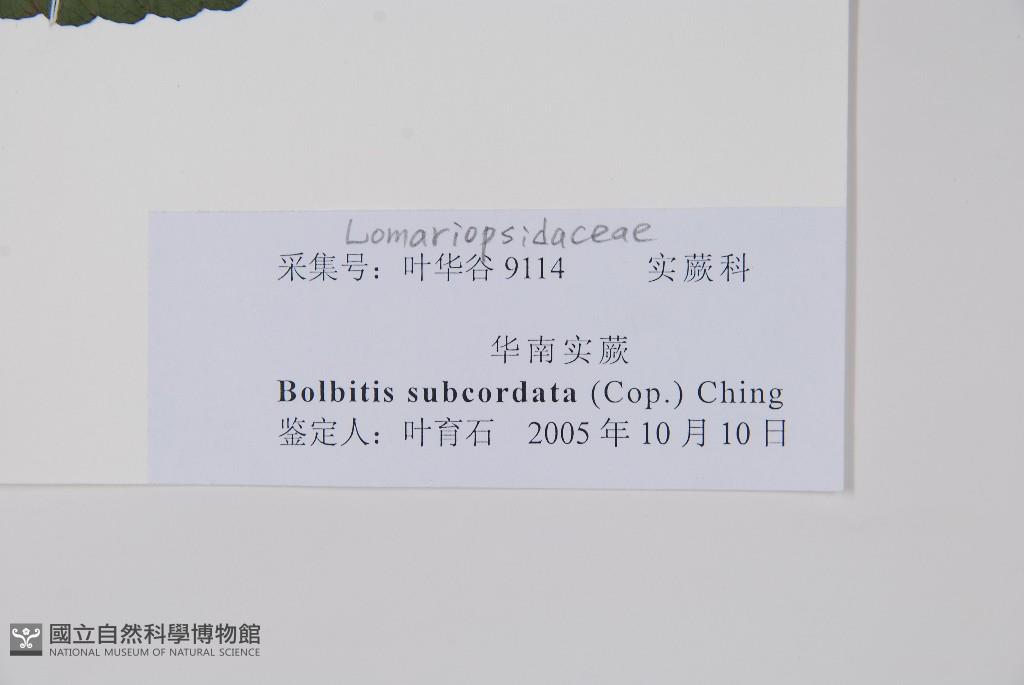 Lomariopsidaceae
采集号：叶华谷 9114 实蕨科
华南实蕨
Bolbitis subcordata (Cop.) Ching
鉴定人：叶育石 2005 年 10 月 10 日
國立自然科學博物館
NATIONAL MUSEUM OF NATURAL SCIENCE